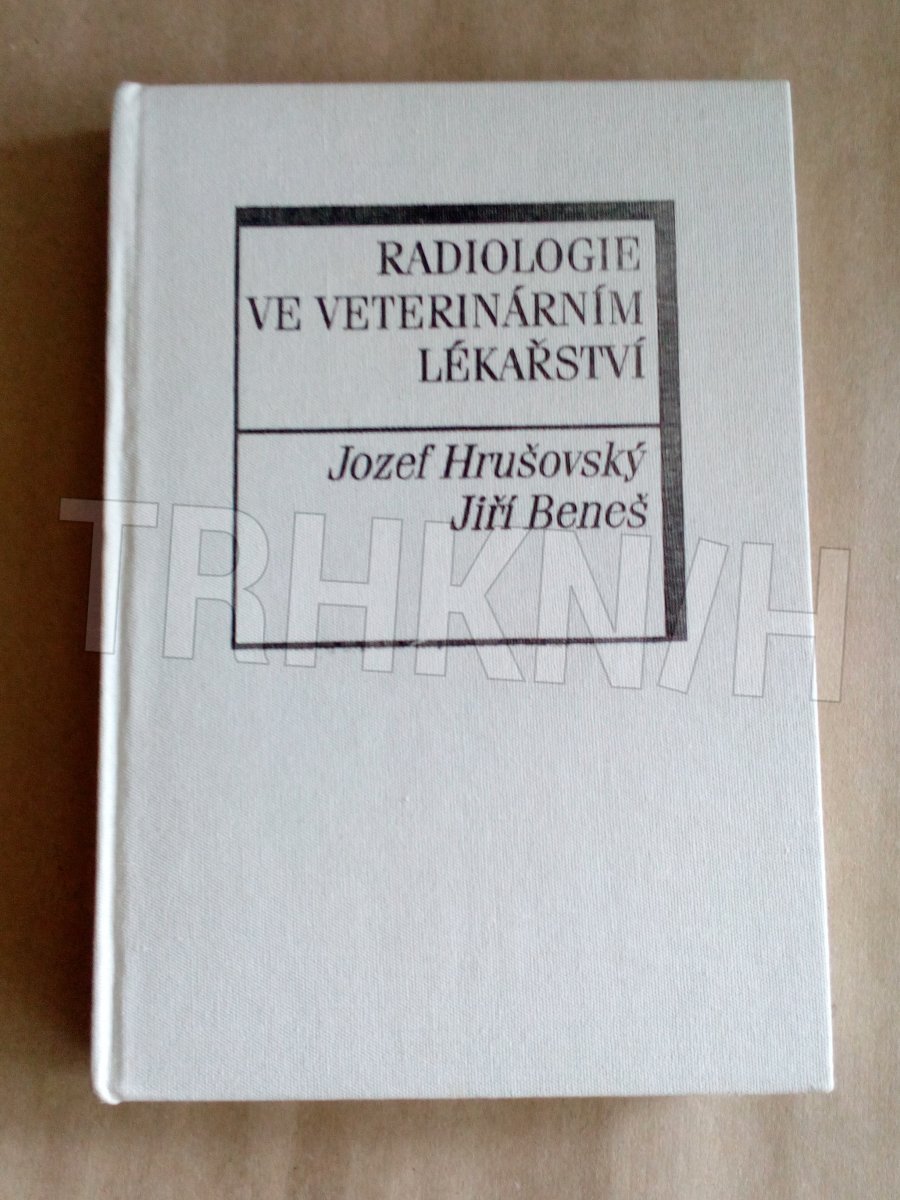 RADIOLOGIE
VE VETERINÁRNÍM
LÉKAŘSTVÍ
Jozef Hrušovský
Jiří Beneš
TRHKNIH